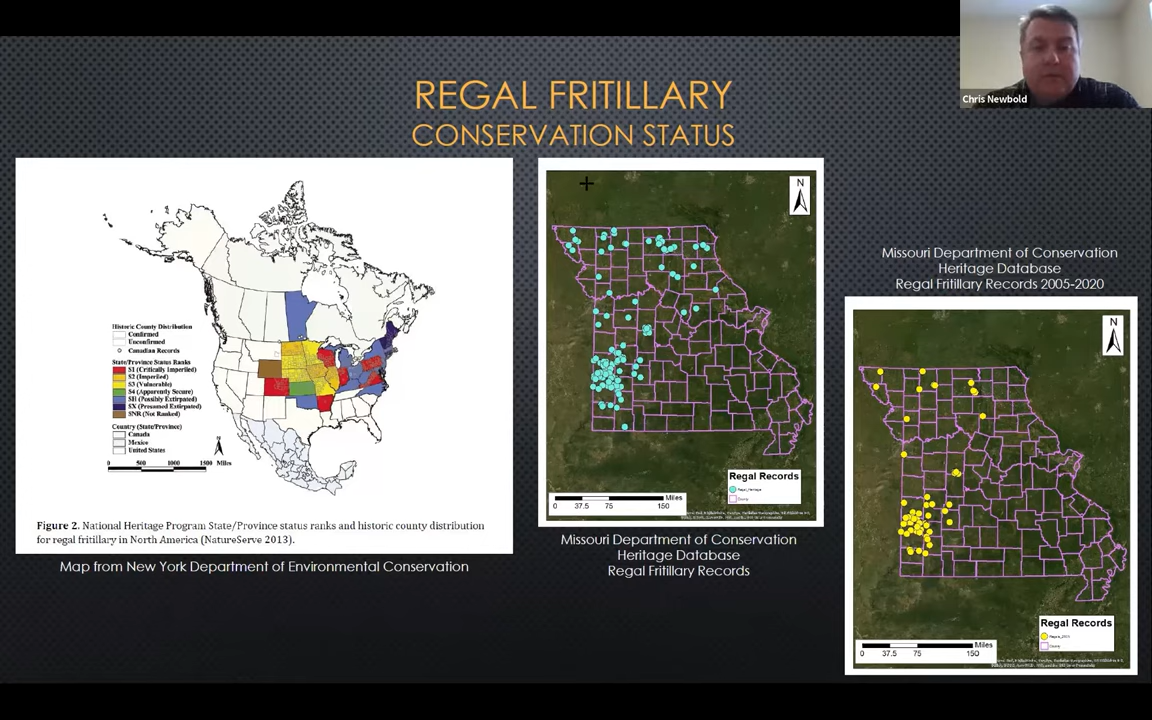 Chris Newbold
REGAL FRITILLARY
CONSERVATION STATUS
Historic County Distribution
Confirmed
Unconfirmed
Canadian Records
State/Province Status Ranks
S1 (Critically Imperiled)
S2 (Imperiled)
S3 (Vulnerable)
S4 (Apparently Secure)
SH (Possibly Extirpated)
SX (Presumed Extirpated)
SNR (Not Ranked)
Country (State/Province)
Canada
Mexico
United States
N
0 500 1000 1500 Miles
Figure 2. National Heritage Program State/Province status ranks and historic county distribution
for regal fritillary in North America (NatureServe 2013).
Map from New York Department of Environmental Conservation
N
Regal Records
Regal_Heritage
County
Miles
0 37.5 75 150
Missouri Department of Conservation
Heritage Database
Regal Fritillary Records
Missouri Department of Conservation
Heritage Database
Regal Fritillary Records 2005-2020
N
Regal Records
County
Miles
0 37.5 75 150